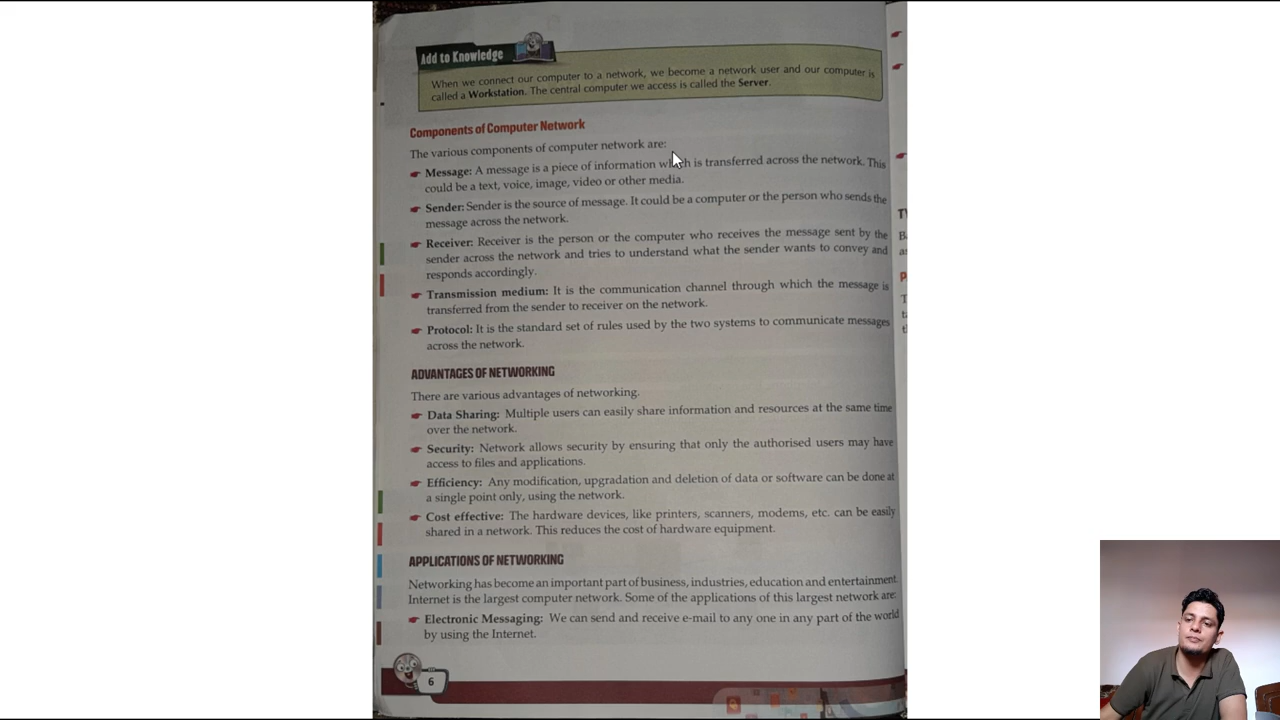 Add to Knowledge
When we connect our computer to a network, we become a network user and our computer is
called a Workstation. The central computer we access is called the Server.
Components of Computer Network
The various components of computer network are:
Message: A message is a piece of information which is transferred across the network. This
could be a text, voice, image, video or other media.
Sender: Sender is the source of message. It could be a computer or the person who sends the
message across the network.
Receiver: Receiver is the person or the computer who receives the message sent by the
sender across the network and tries to understand what the sender wants to convey and
responds accordingly.
Transmission medium: It is the communication channel through which the message is
transferred from the sender to receiver on the network.
Protocol: It is the standard set of rules used by the two systems to communicate messages
across the network.
ADVANTAGES OF NETWORKING
There are various advantages of networking.
Data Sharing: Multiple users can easily share information and resources at the same time
over the network.
Security: Network allows security by ensuring that only the authorised users may have
access to files and applications.
Efficiency: Any modification, upgradation and deletion of data or software can be done at
a single point only, using the network.
Cost effective: The hardware devices, like printers, scanners, modems, etc. can be easily
shared in a network. This reduces the cost of hardware equipment.
APPLICATIONS OF NETWORKING
Networking has become an important part of business, industries, education and entertainment.
Internet is the largest computer network. Some of the applications of this largest network are:
Electronic Messaging: We can send and receive e-mail to any one in any part of the world
by using the Internet.
6